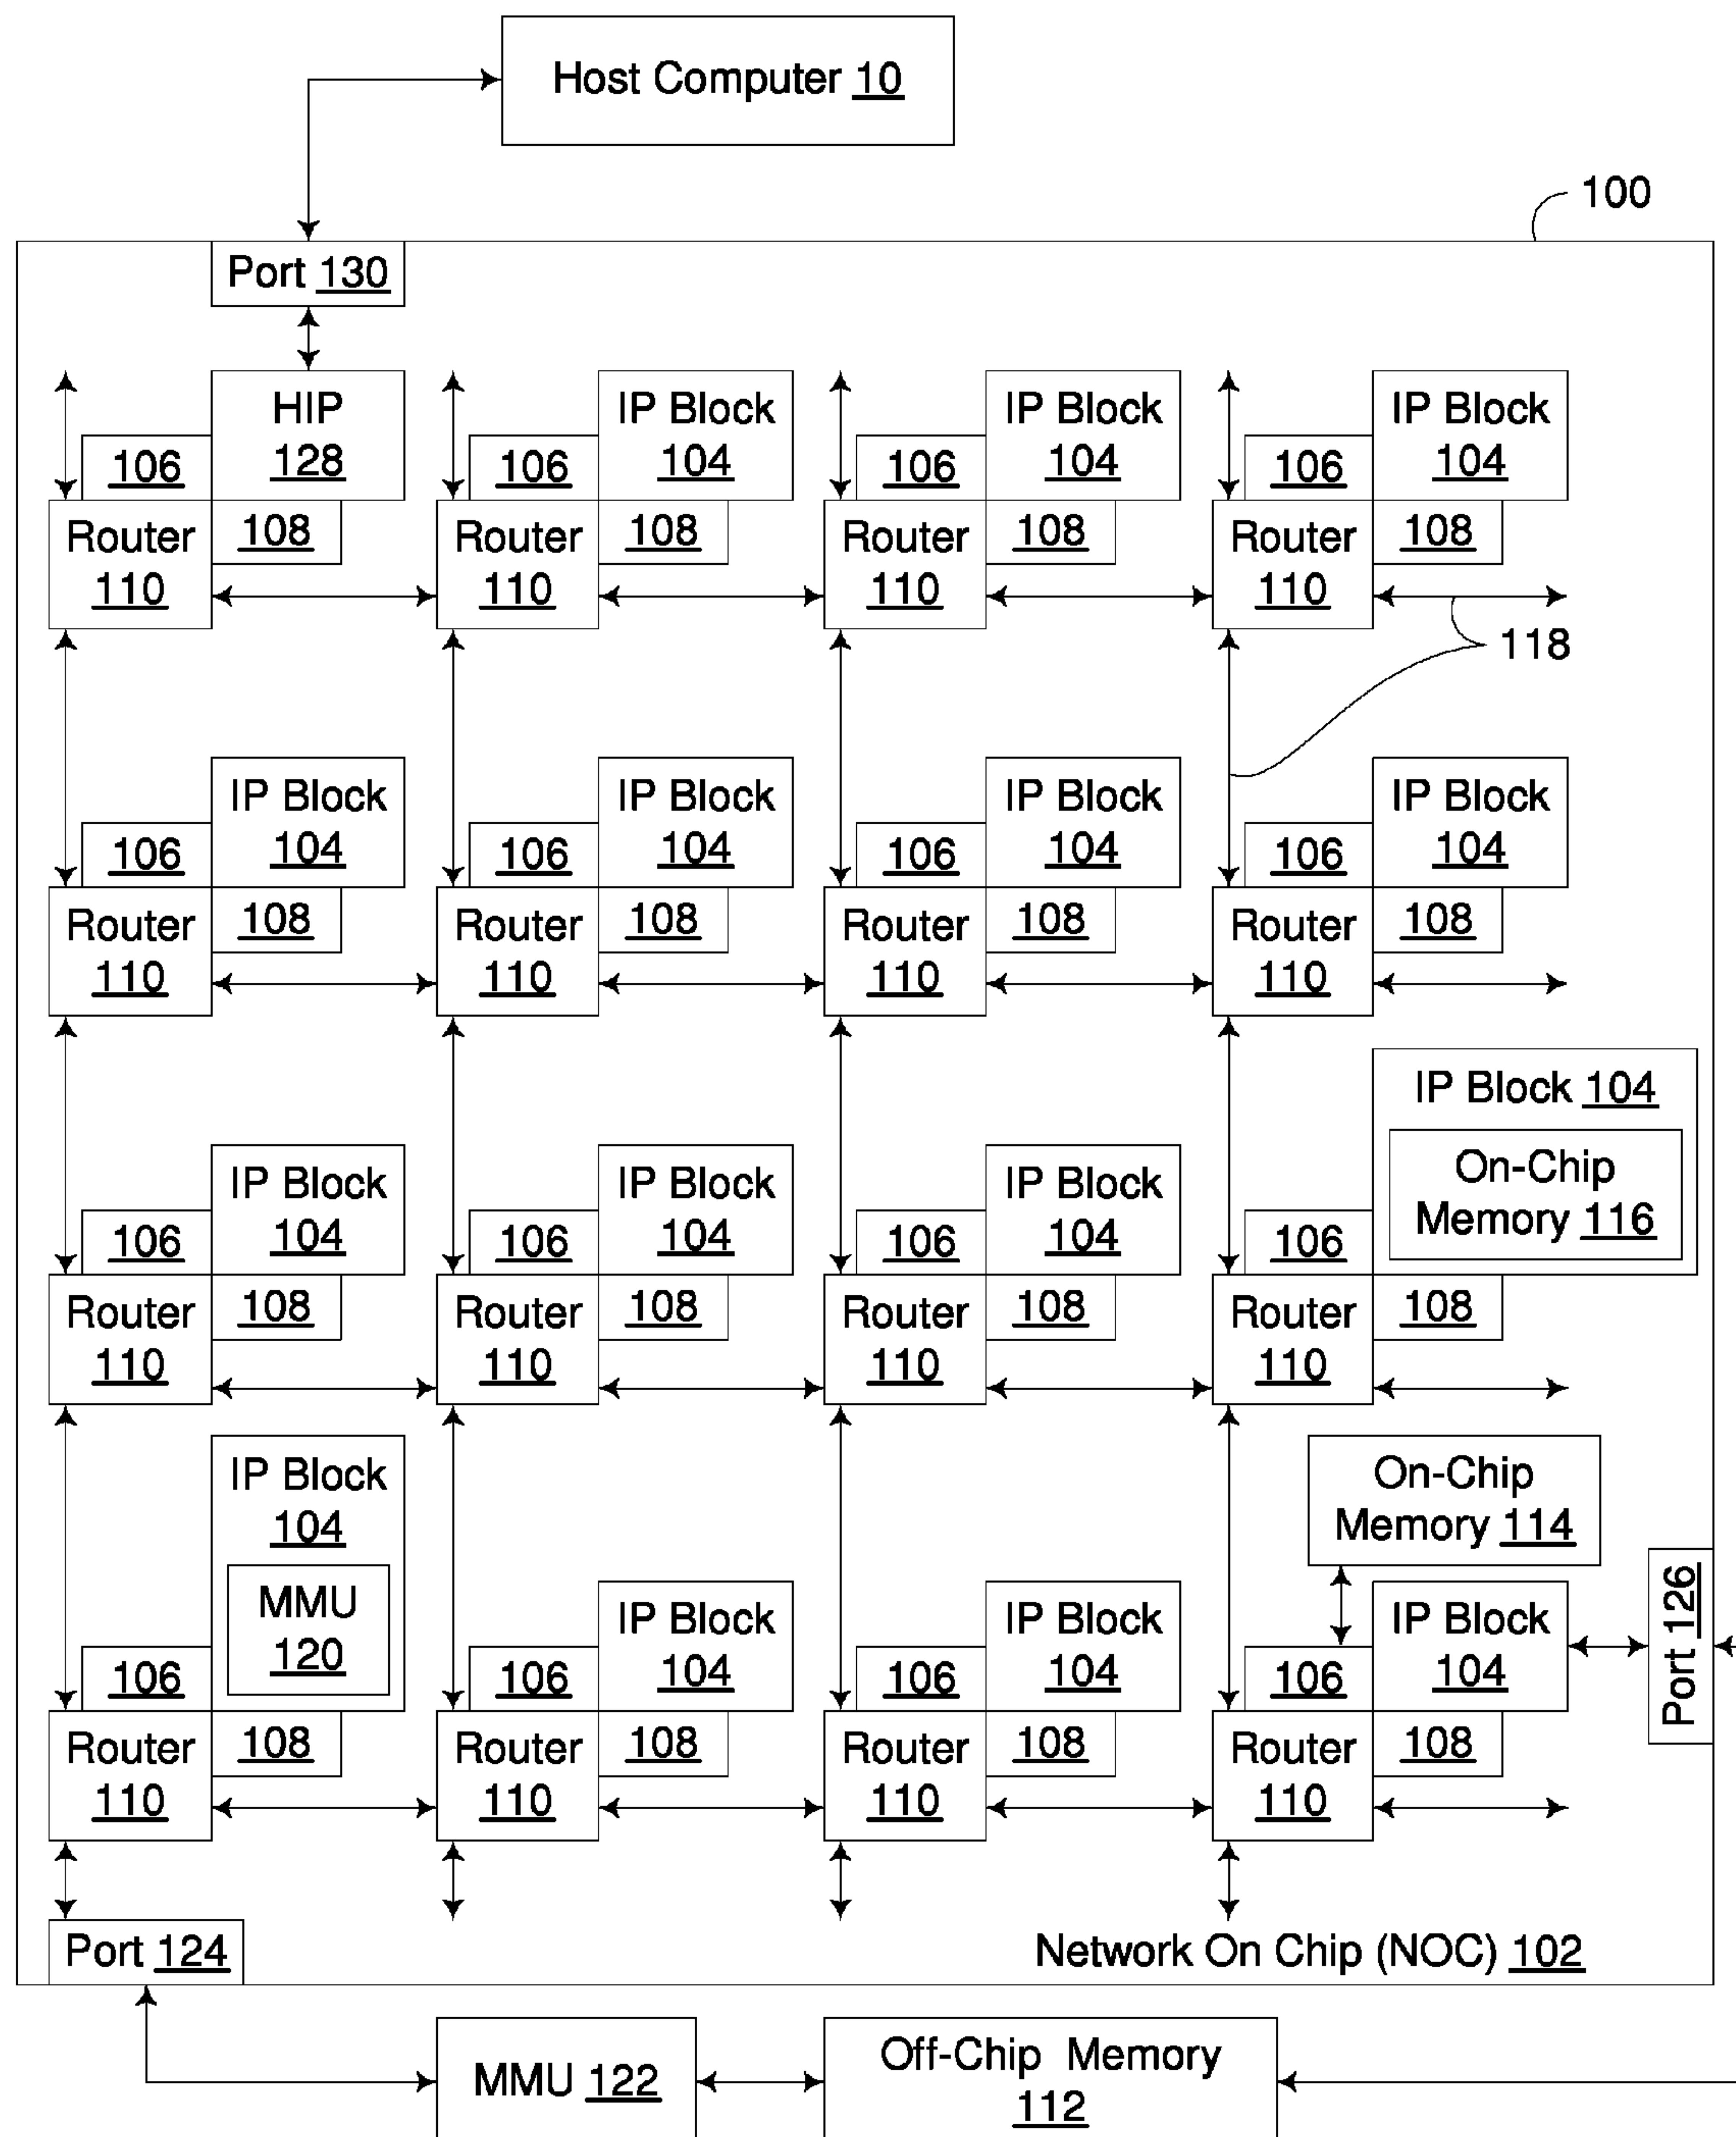 Host Computer 10
100
Port 130
HIP
128
IP Block
104
IP Block
104
IP Block
104
106
106
106
106
Router
110
108
Router
110
108
Router
110
108
Router
110
108
118
IP Block
104
IP Block
104
IP Block
104
IP Block
104
106
106
106
106
Router
110
108
Router
110
108
Router
110
108
Router
110
108
IP Block 104
On-Chip
Memory 116
IP Block
104
IP Block
104
IP Block
104
106
106
106
106
Router
110
108
Router
110
108
Router
110
108
Router
110
108
IP Block
104
MMU
120
On-Chip
Memory 114
IP Block
104
IP Block
104
IP Block
104
Port 126
106
106
106
106
Router
110
108
Router
110
108
Router
110
108
Router
110
108
Port 124
Network On Chip (NOC) 102
MMU 122
Off-Chip Memory
112